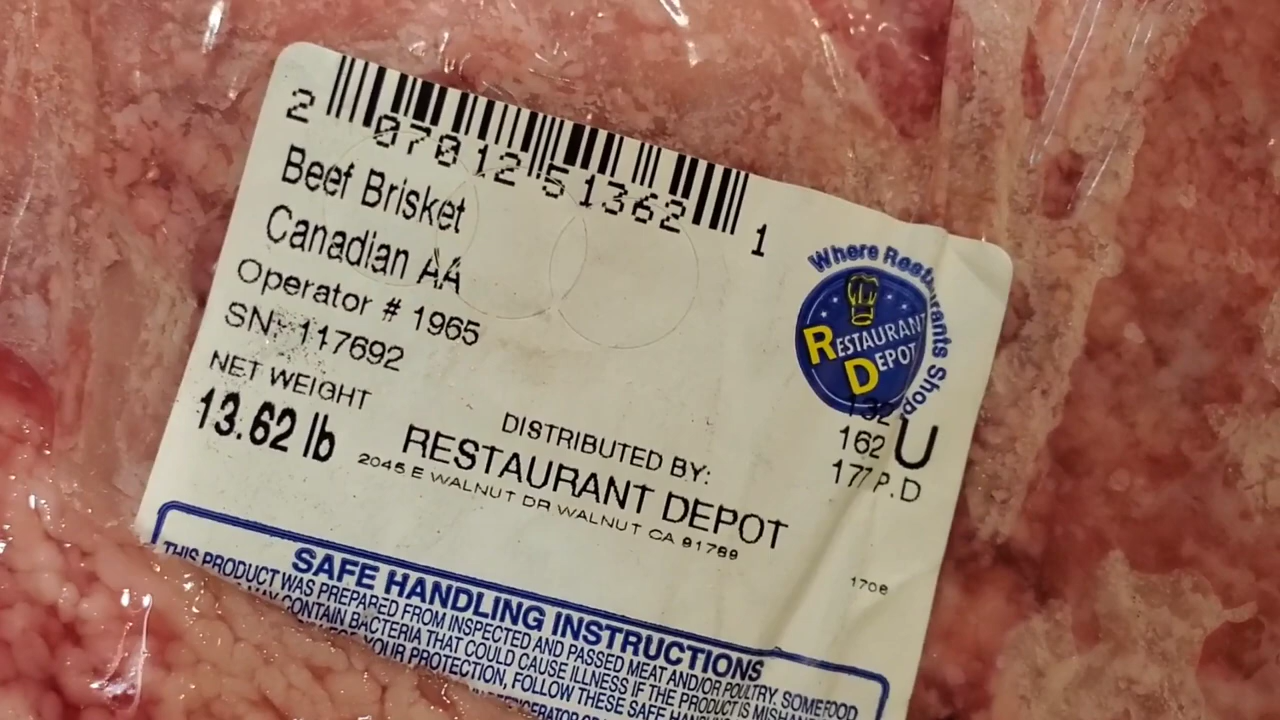 2 07012 51362 1
Beef Brisket
Canadian AA
Operator # 1965
SN: 117692
NET WEIGHT
13.62 lb
Where Restaurants Shop
RESTAURANT
DEPOT
132
162 U
177 P.D
DISTRIBUTED BY:
RESTAURANT DEPOT
2045 E WALNUT DR WALNUT CA 91789
1708
SAFE HANDLING INSTRUCTIONS
THIS PRODUCT WAS PREPARED FROM INSPECTED AND PASSED MEAT AND/OR POULTRY. SOME FOOD
MAY CONTAIN BACTERIA THAT COULD CAUSE ILLNESS IF THE PRODUCT IS
YOUR PROTECTION, FOLLOW THESE SAFE